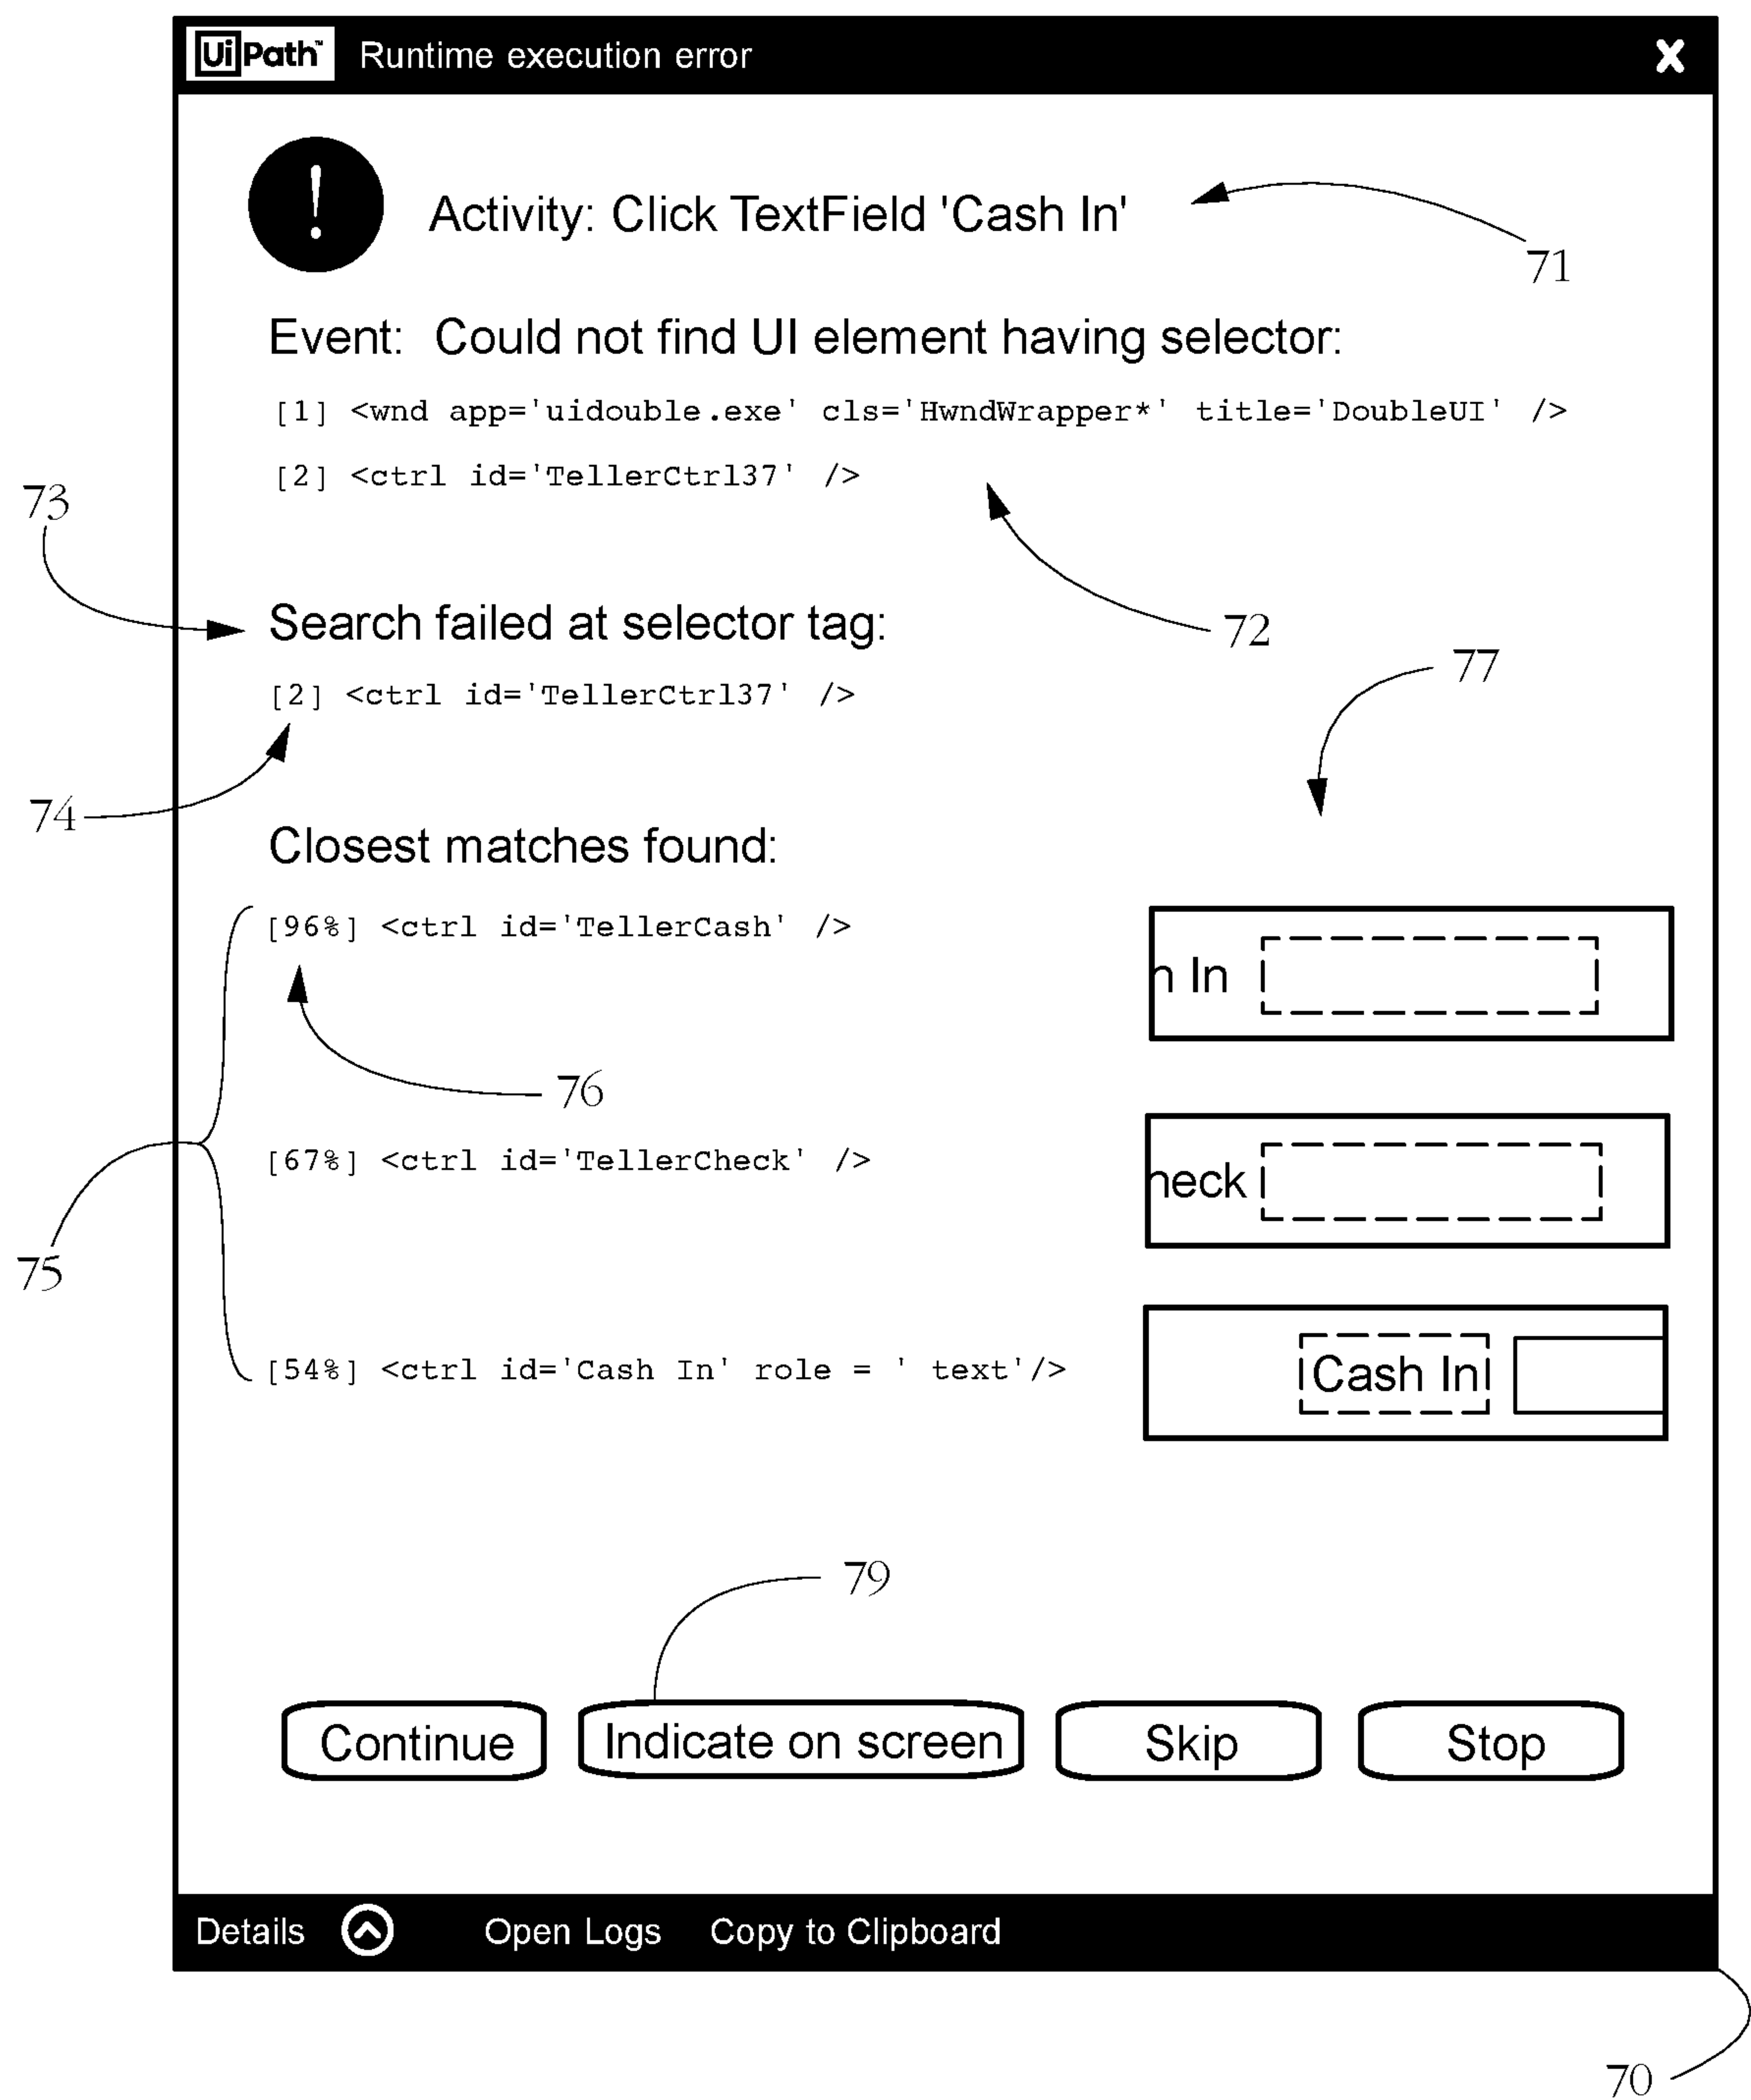 UiPath™ Runtime execution error X
Activity: Click TextField 'Cash In'
71
Event: Could not find UI element having selector:
[1] <wnd app='uidouble.exe' cls='HwndWrapper*' title='DoubleUI' />
[2] <ctrl id='TellerCtrl37' />
73
72
Search failed at selector tag:
77
[2] <ctrl id='TellerCtrl37' />
74
Closest matches found:
[96%] <ctrl id='TellerCash' />
n In
76
[67%] <ctrl id='TellerCheck' />
heck
75
[54%] <ctrl id='Cash In' role = ' text'/>
Cash In
79
Continue Indicate on screen Skip Stop
Details Open Logs Copy to Clipboard
70